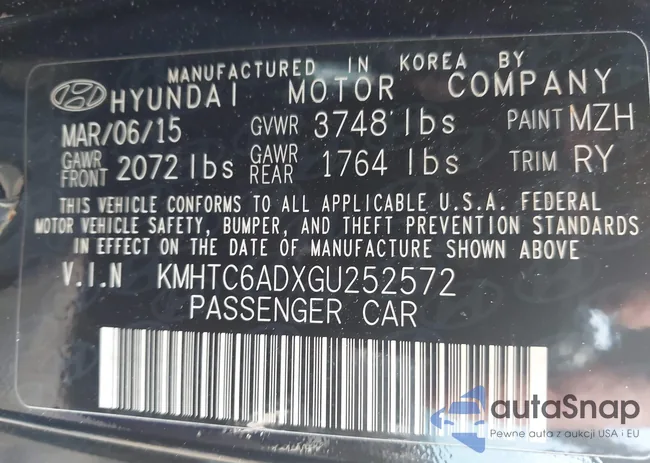 MANUFACTURED IN KOREA BY
HYUNDAI MOTOR COMPANY
MAR/06/15 GVWR 3748 lbs PAINT MZH
GAWR FRONT 2072 lbs GAWR REAR 1764 lbs TRIM RY
THIS VEHICLE CONFORMS TO ALL APPLICABLE U.S.A. FEDERAL
MOTOR VEHICLE SAFETY, BUMPER, AND THEFT PREVENTION STANDARDS
IN EFFECT ON THE DATE OF MANUFACTURE SHOWN ABOVE
V.I.N KMHTC6ADXGU252572
PASSENGER CAR
autaSnap
Pewne auta z aukcji USA i EU